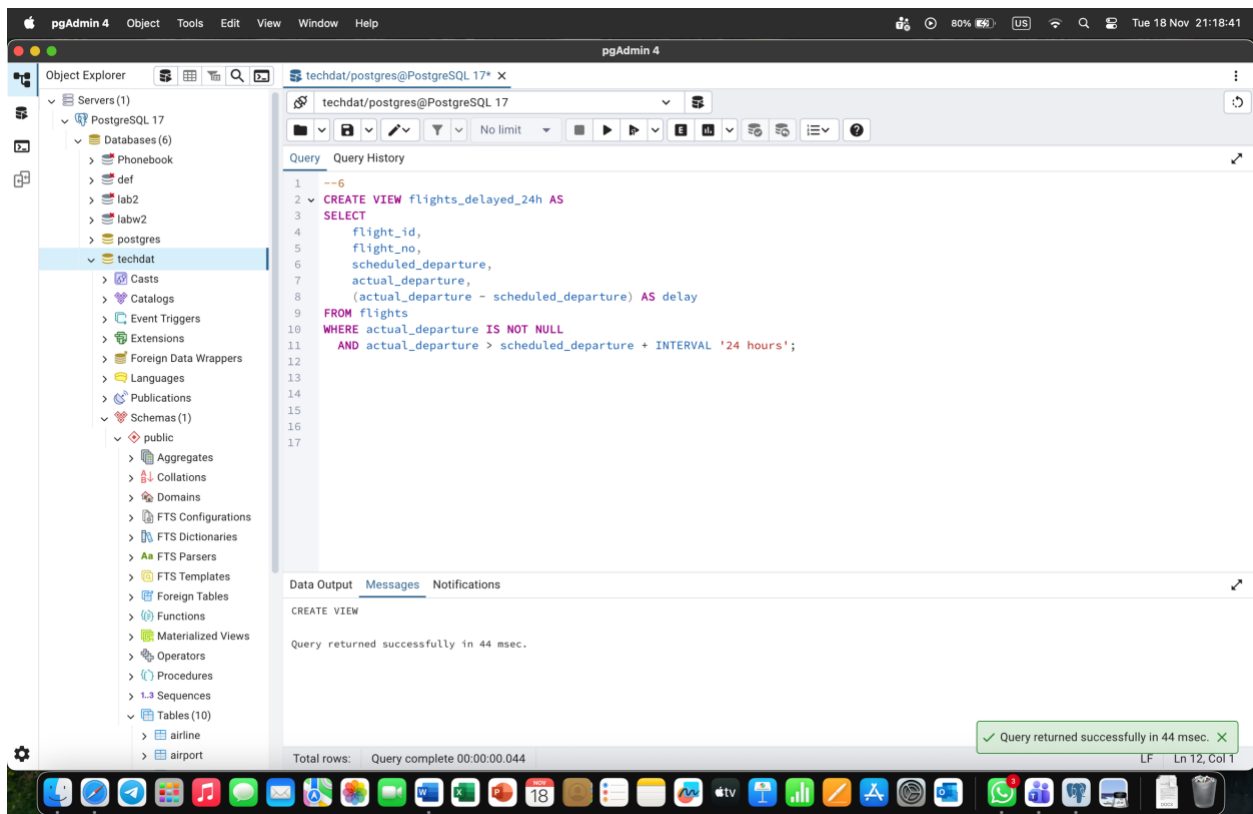 pgAdmin 4 Object Tools Edit View Window Help 80% US Tue 18 Nov 21:18:41
pgAdmin 4
Object Explorer
Servers (1)
PostgreSQL 17
Databases (6)
Phonebook
def
lab2
labw2
postgres
techdat
Casts
Catalogs
Event Triggers
Extensions
Foreign Data Wrappers
Languages
Publications
Schemas (1)
public
Aggregates
Collations
Domains
FTS Configurations
FTS Dictionaries
Aa FTS Parsers
FTS Templates
Foreign Tables
Functions
Materialized Views
Operators
Procedures
1..3 Sequences
Tables (10)
airline
airport
techdat/postgres@PostgreSQL 17*
techdat/postgres@PostgreSQL 17
No limit
E
Query Query History
1 --6
2 CREATE VIEW flights_delayed_24h AS
3 SELECT
4 flight_id,
5 flight_no,
6 scheduled_departure,
7 actual_departure,
8 (actual_departure - scheduled_departure) AS delay
9 FROM flights
10 WHERE actual_departure IS NOT NULL
11 AND actual_departure > scheduled_departure + INTERVAL '24 hours';
12
13
14
15
16
17
Data Output Messages Notifications
CREATE VIEW
Query returned successfully in 44 msec.
Query returned successfully in 44 msec.
Total rows: Query complete 00:00:00.044 LF Ln 12, Col 1
NOV
18
tv
3
DOCX